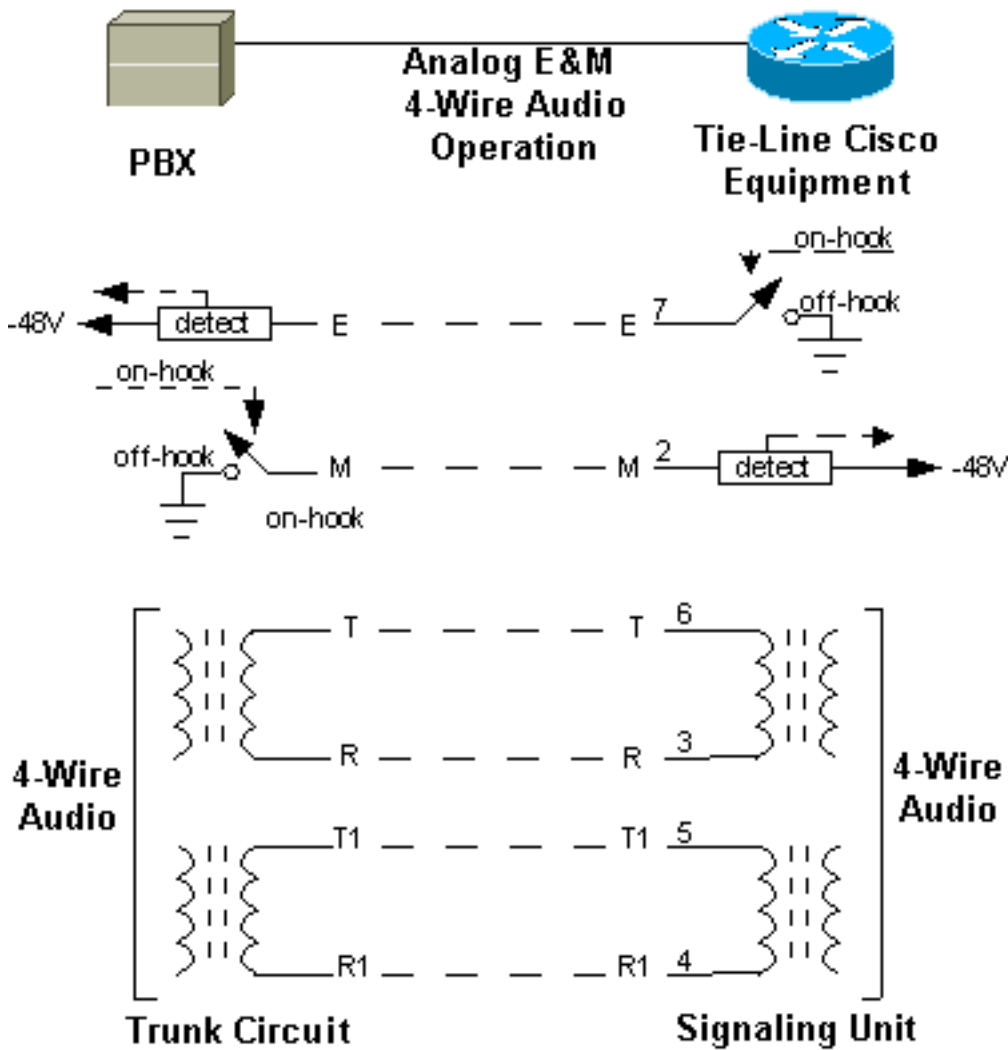 Analog E&M
4-Wire Audio
Operation
PBX
Tie-Line Cisco
Equipment
on-hook
-48V
detect
E
E
7
off-hook
on-hook
off-hook
M
M
2
detect
-48V
on-hook
T
T
6
R
R
3
4-Wire
Audio
4-Wire
Audio
T1
T1
5
R1
R1
4
Trunk Circuit
Signaling Unit